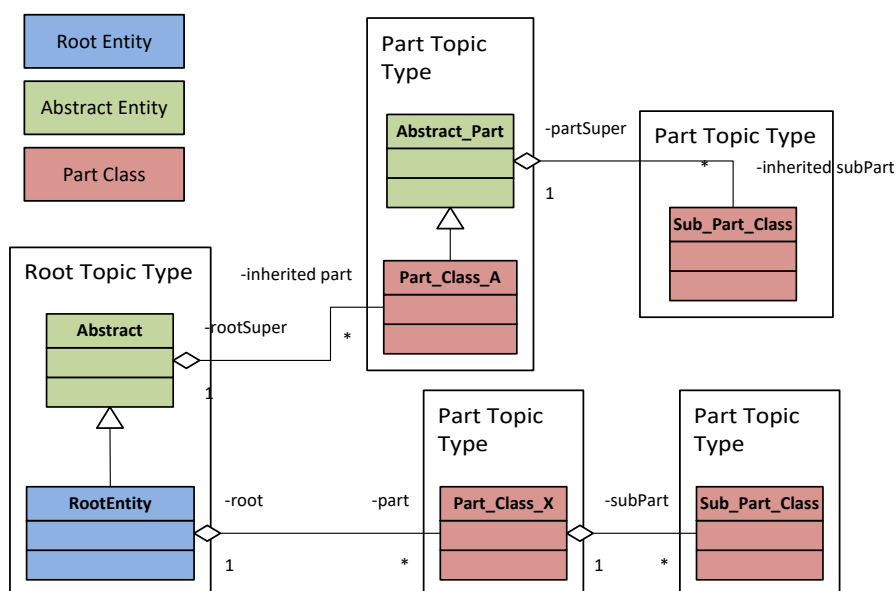 Root Entity
Abstract Entity
Part Class
Part Topic
Type
Abstract_Part
-partSuper
1
Part Topic Type
*
-inherited subPart
Sub_Part_Class
Root Topic Type
-inherited part
Part_Class_A
Abstract
-rootSuper
*
1
Part Topic
Type
Part Topic
Type
RootEntity
-root
-part
Part_Class_X
-subPart
Sub_Part_Class
1
*
1
*